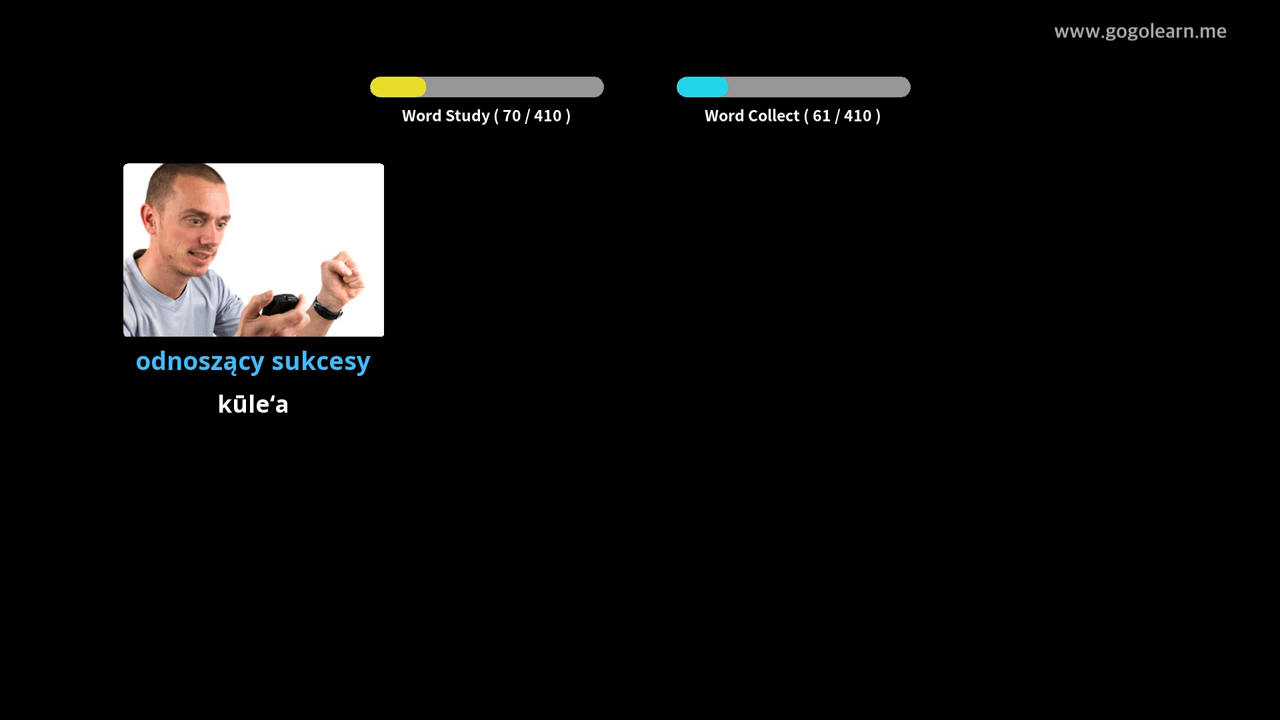 www.gogolearn.me
Word Study ( 70 / 410 )
Word Collect ( 61 / 410 )
odnoszący sukcesy
kūleʻa